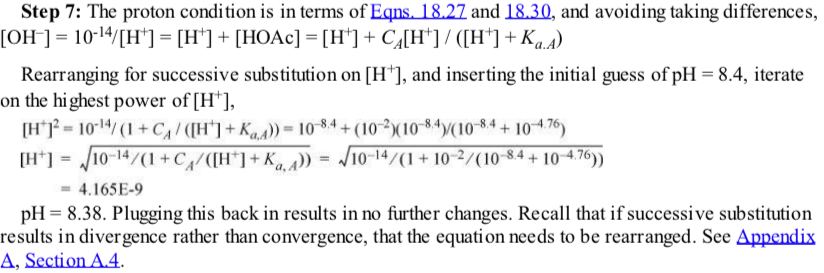 Step 7: The proton condition is in terms of Eqns. 18.27 and 18.30, and avoiding taking differences,
[OH⁻] = 10⁻¹⁴/[H⁺] = [H⁺] + [HOAc] = [H⁺] + C_A[H⁺] / ([H⁺] + K_a.A)
Rearranging for successive substitution on [H⁺], and inserting the initial guess of pH = 8.4, iterate
on the highest power of [H⁺],
[H⁺]² = 10⁻¹⁴/ (1 + C_A / ([H⁺] + K_a,A)) = 10⁻⁸·⁴ + (10⁻²)(10⁻⁸·⁴)/(10⁻⁸·⁴ + 10⁻⁴·⁷⁶)
[H⁺] = √(10⁻¹⁴/(1 + C_A/([H⁺] + K_a, A))) = √(10⁻¹⁴/(1 + 10⁻²/(10⁻⁸·⁴ + 10⁻⁴·⁷⁶)))
= 4.165E-9
pH = 8.38. Plugging this back in results in no further changes. Recall that if successive substitution
results in divergence rather than convergence, that the equation needs to be rearranged. See Appendix
A, Section A.4.